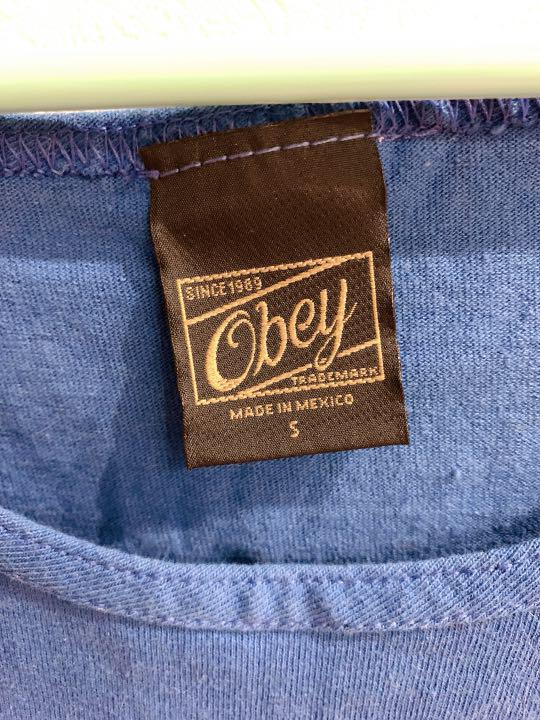 SINCE 1989
Obey
TRADEMARK
MADE IN MEXICO
S